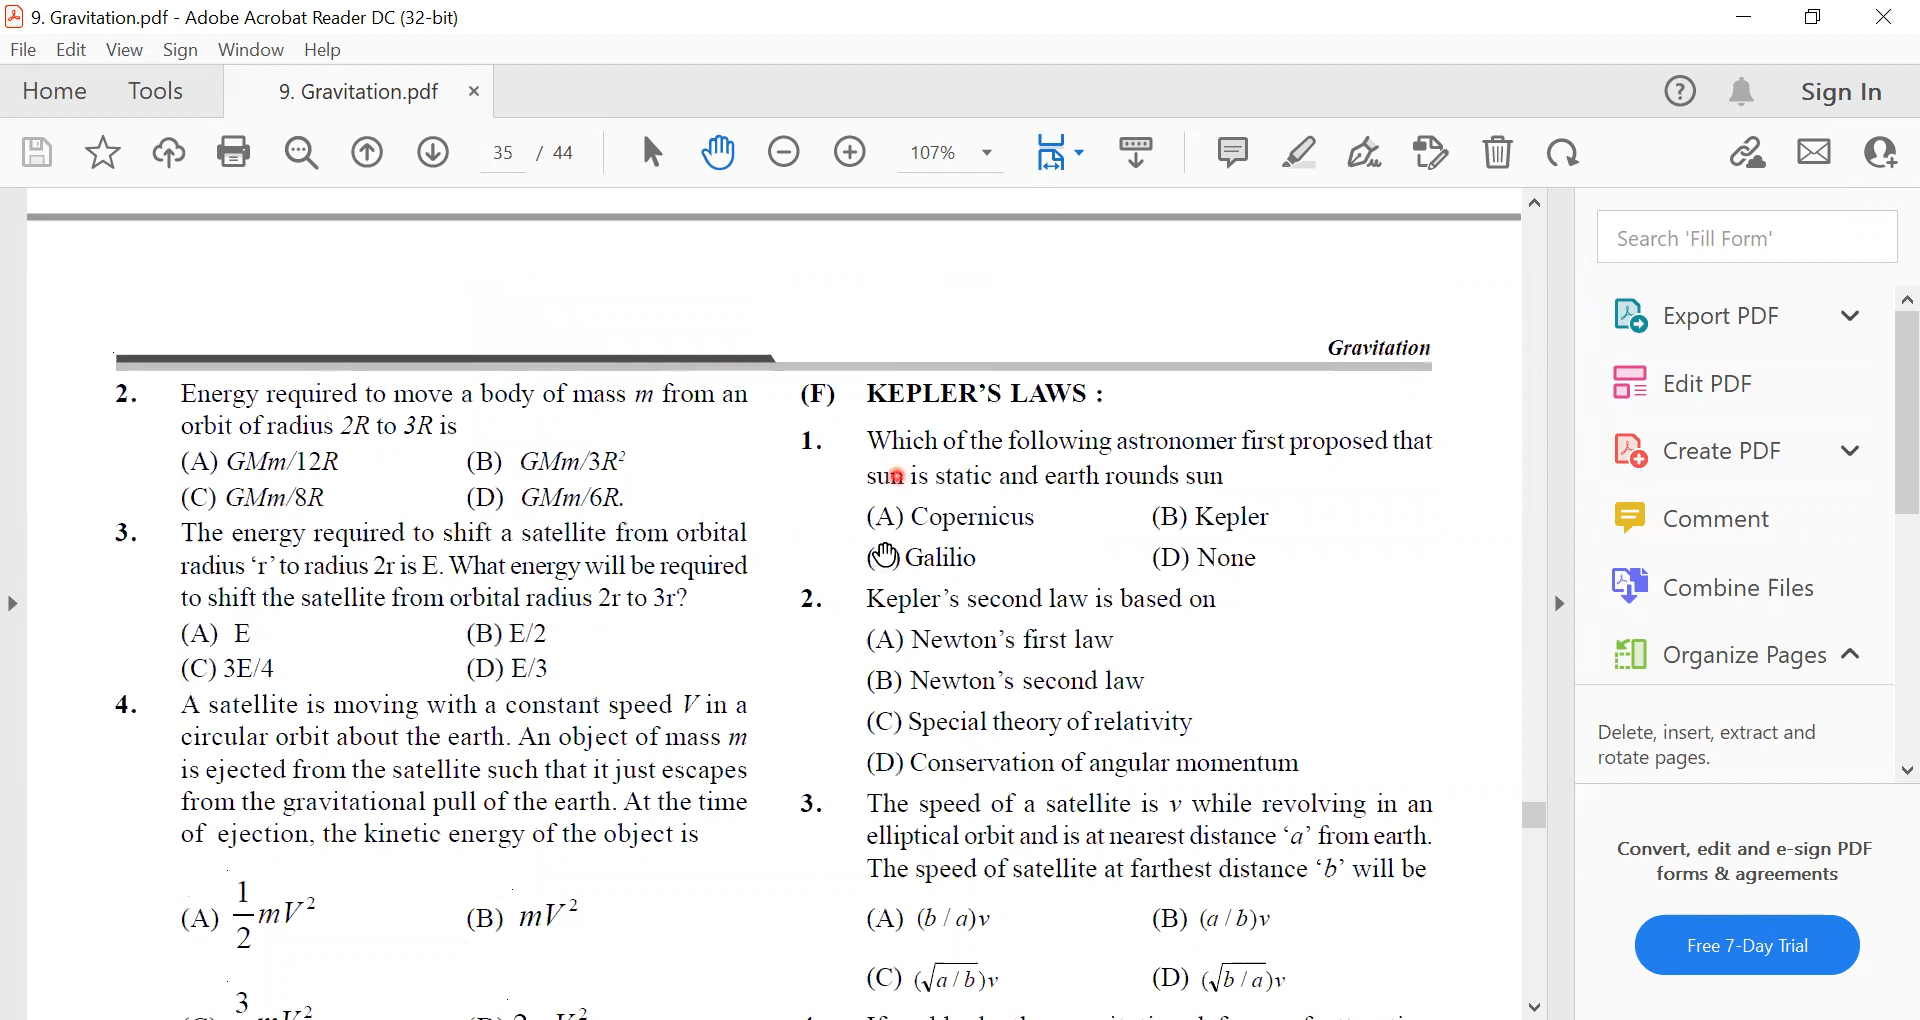 9. Gravitation.pdf - Adobe Acrobat Reader DC (32-bit)
File Edit View Sign Window Help
Home Tools 9. Gravitation.pdf × Sign In
35 / 44 107%
Gravitation
2. Energy required to move a body of mass m from an
orbit of radius 2R to 3R is
(A) GMm/12R (B) GMm/3R²
(C) GMm/8R (D) GMm/6R.
3. The energy required to shift a satellite from orbital
radius ‘r’ to radius 2r is E. What energy will be required
to shift the satellite from orbital radius 2r to 3r?
(A) E (B) E/2
(C) 3E/4 (D) E/3
4. A satellite is moving with a constant speed V in a
circular orbit about the earth. An object of mass m
is ejected from the satellite such that it just escapes
from the gravitational pull of the earth. At the time
of ejection, the kinetic energy of the object is
(A) 1/2 mV² (B) mV²
(F) KEPLER’S LAWS :
1. Which of the following astronomer first proposed that
sun is static and earth rounds sun
(A) Copernicus (B) Kepler
Galilio (D) None
2. Kepler’s second law is based on
(A) Newton’s first law
(B) Newton’s second law
(C) Special theory of relativity
(D) Conservation of angular momentum
3. The speed of a satellite is v while revolving in an
elliptical orbit and is at nearest distance ‘a’ from earth.
The speed of satellite at farthest distance ‘b’ will be
(A) (b / a)v (B) (a / b)v
(C) (√a / b)v (D) (√b / a)v
Search 'Fill Form'
Export PDF
Edit PDF
Create PDF
Comment
Combine Files
Organize Pages
Delete, insert, extract and
rotate pages.
Convert, edit and e-sign PDF
forms & agreements
Free 7-Day Trial